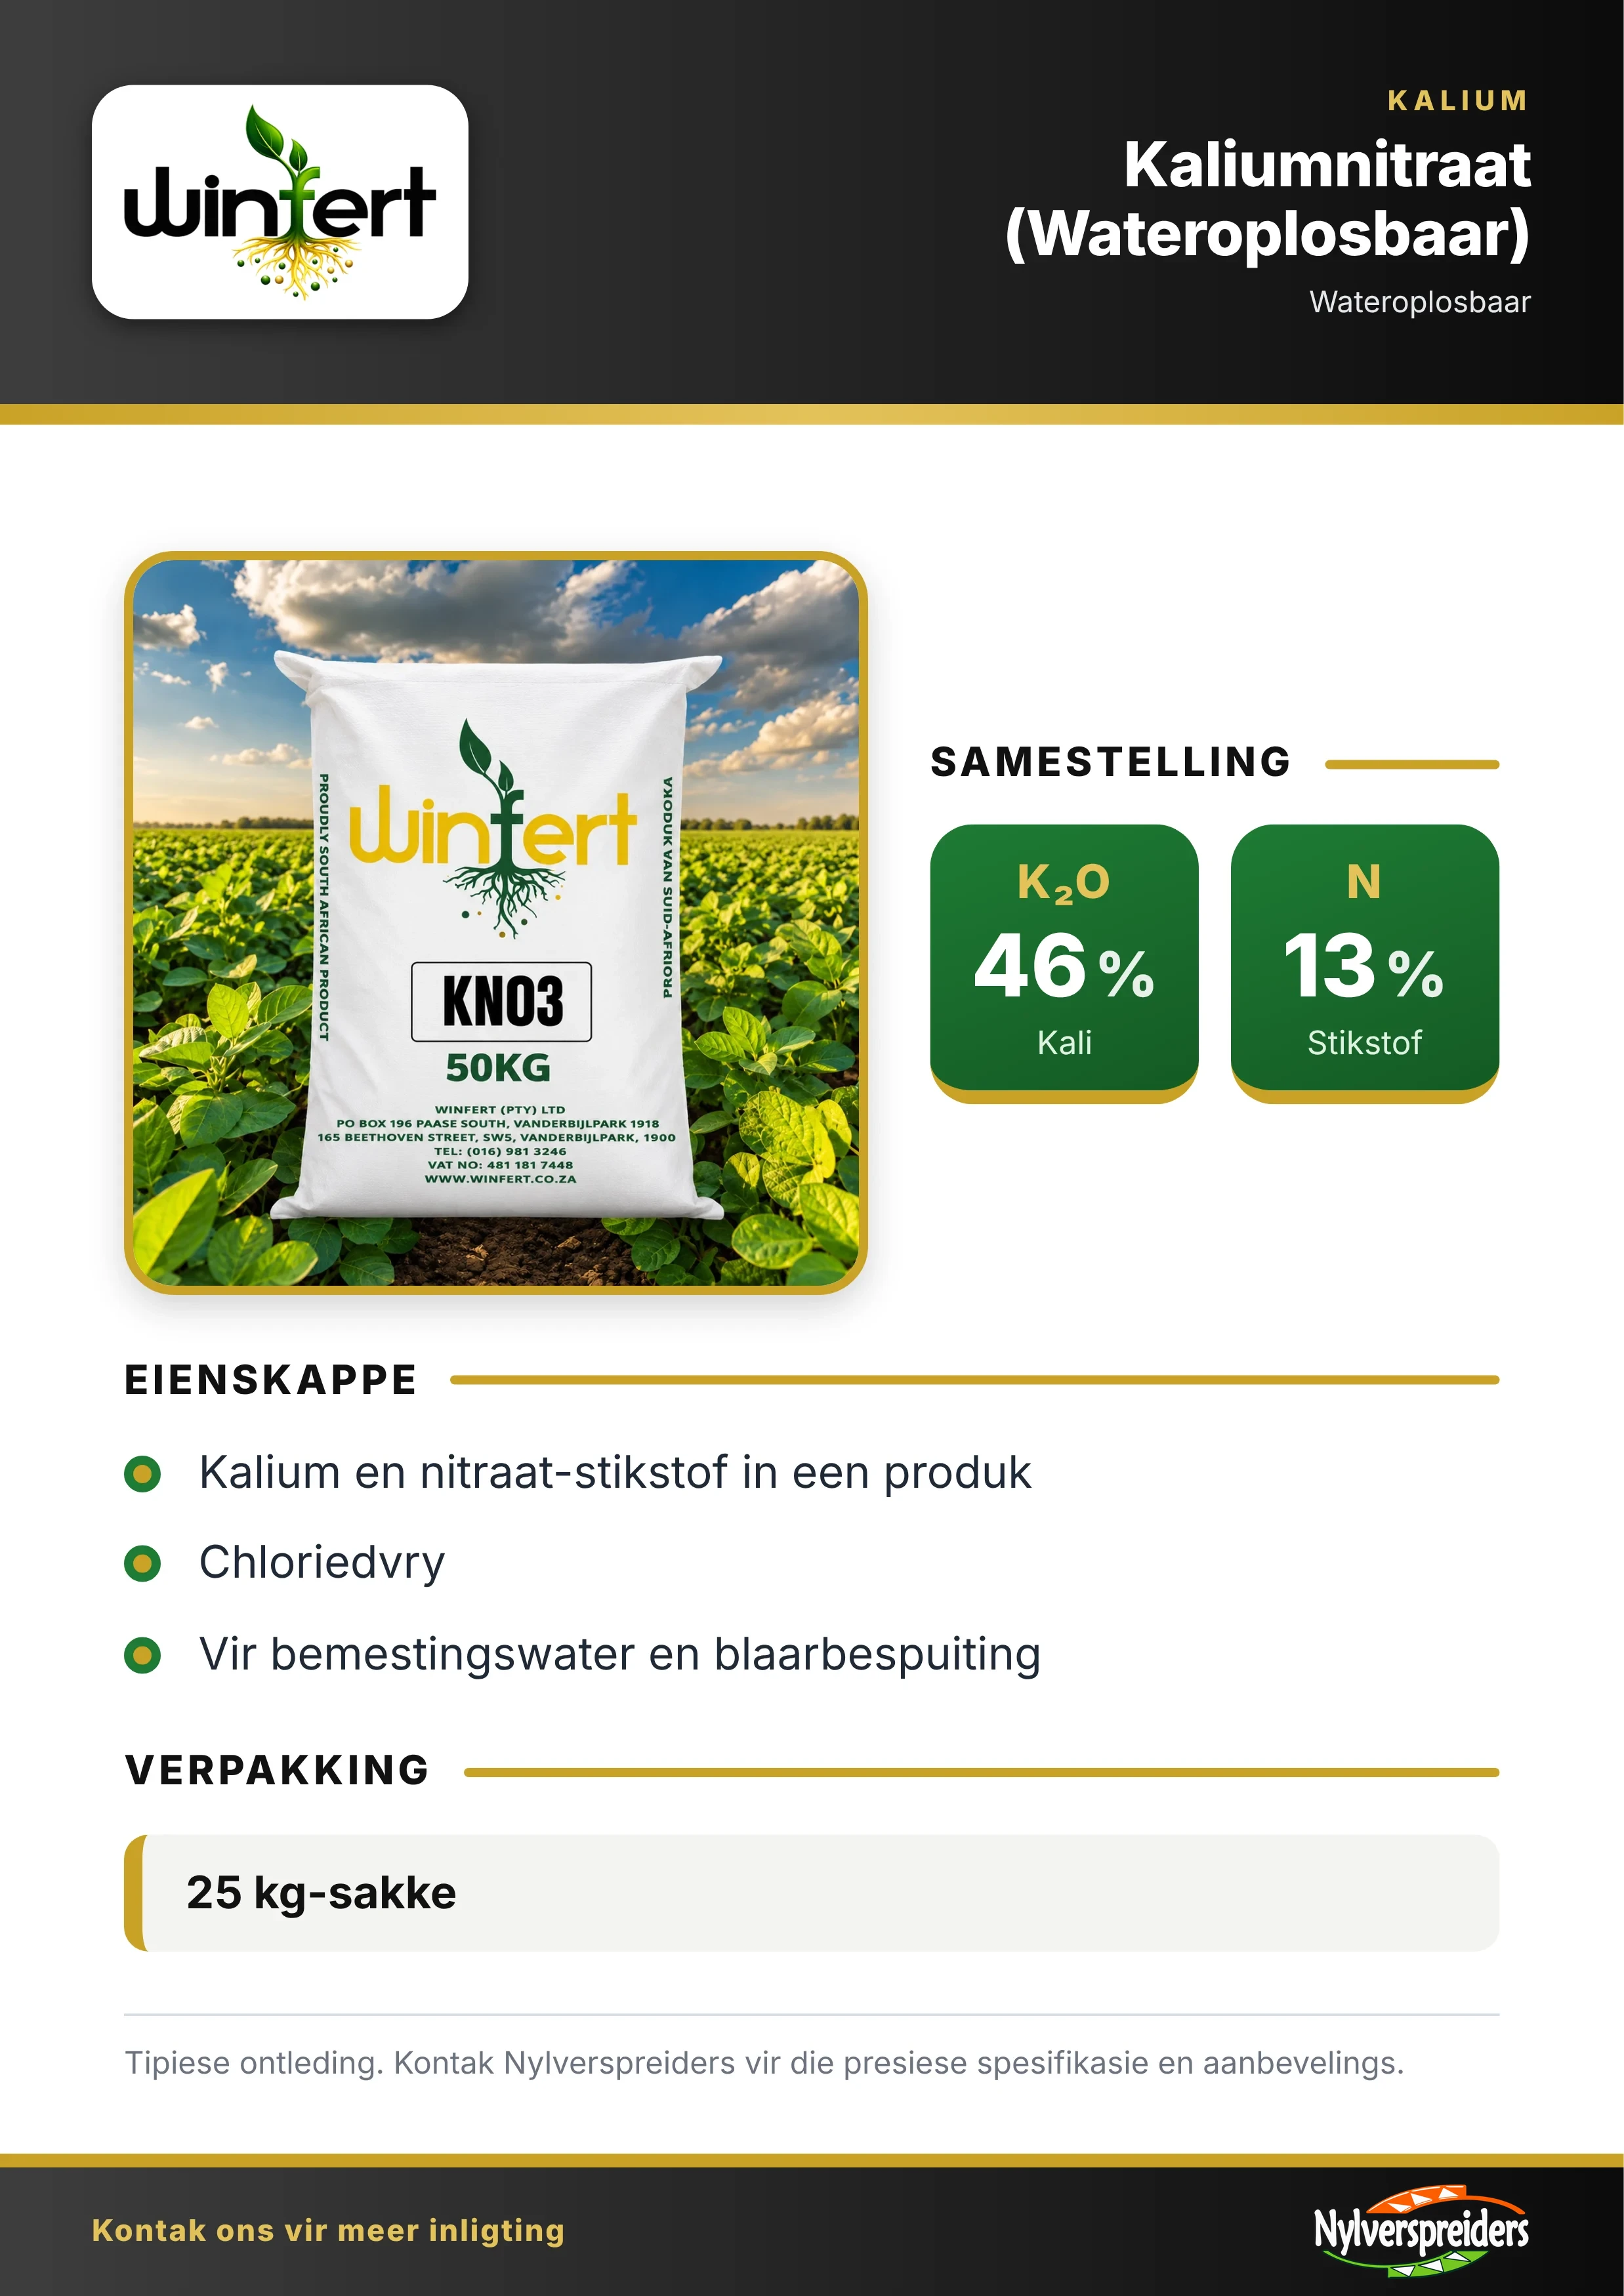 winfert
KALIUM
Kaliumnitraat
(Wateroplosbaar)
Wateroplosbaar
PROUDLY SOUTH AFRICAN PRODUCT
winfert
PRODUK VAN SUID-AFRIOKA
KNO3
50KG
WINFERT (PTY) LTD
PO BOX 196 PAASE SOUTH, VANDERBIJLPARK 1918
165 BEETHOVEN STREET, SW5, VANDERBIJLPARK, 1900
TEL: (016) 981 3246
VAT NO: 481 181 7448
WWW.WINFERT.CO.ZA
SAMESTELLING
K₂O
46%
Kali
N
13%
Stikstof
EIENSKAPPE
Kalium en nitraat-stikstof in een produk
Chloriedvry
Vir bemestingswater en blaarbespuiting
VERPAKKING
25 kg-sakke
Tipiese ontleding. Kontak Nylverspreiders vir die presiese spesifikasie en aanbevelings.
Kontak ons vir meer inligting
Nylverspreiders